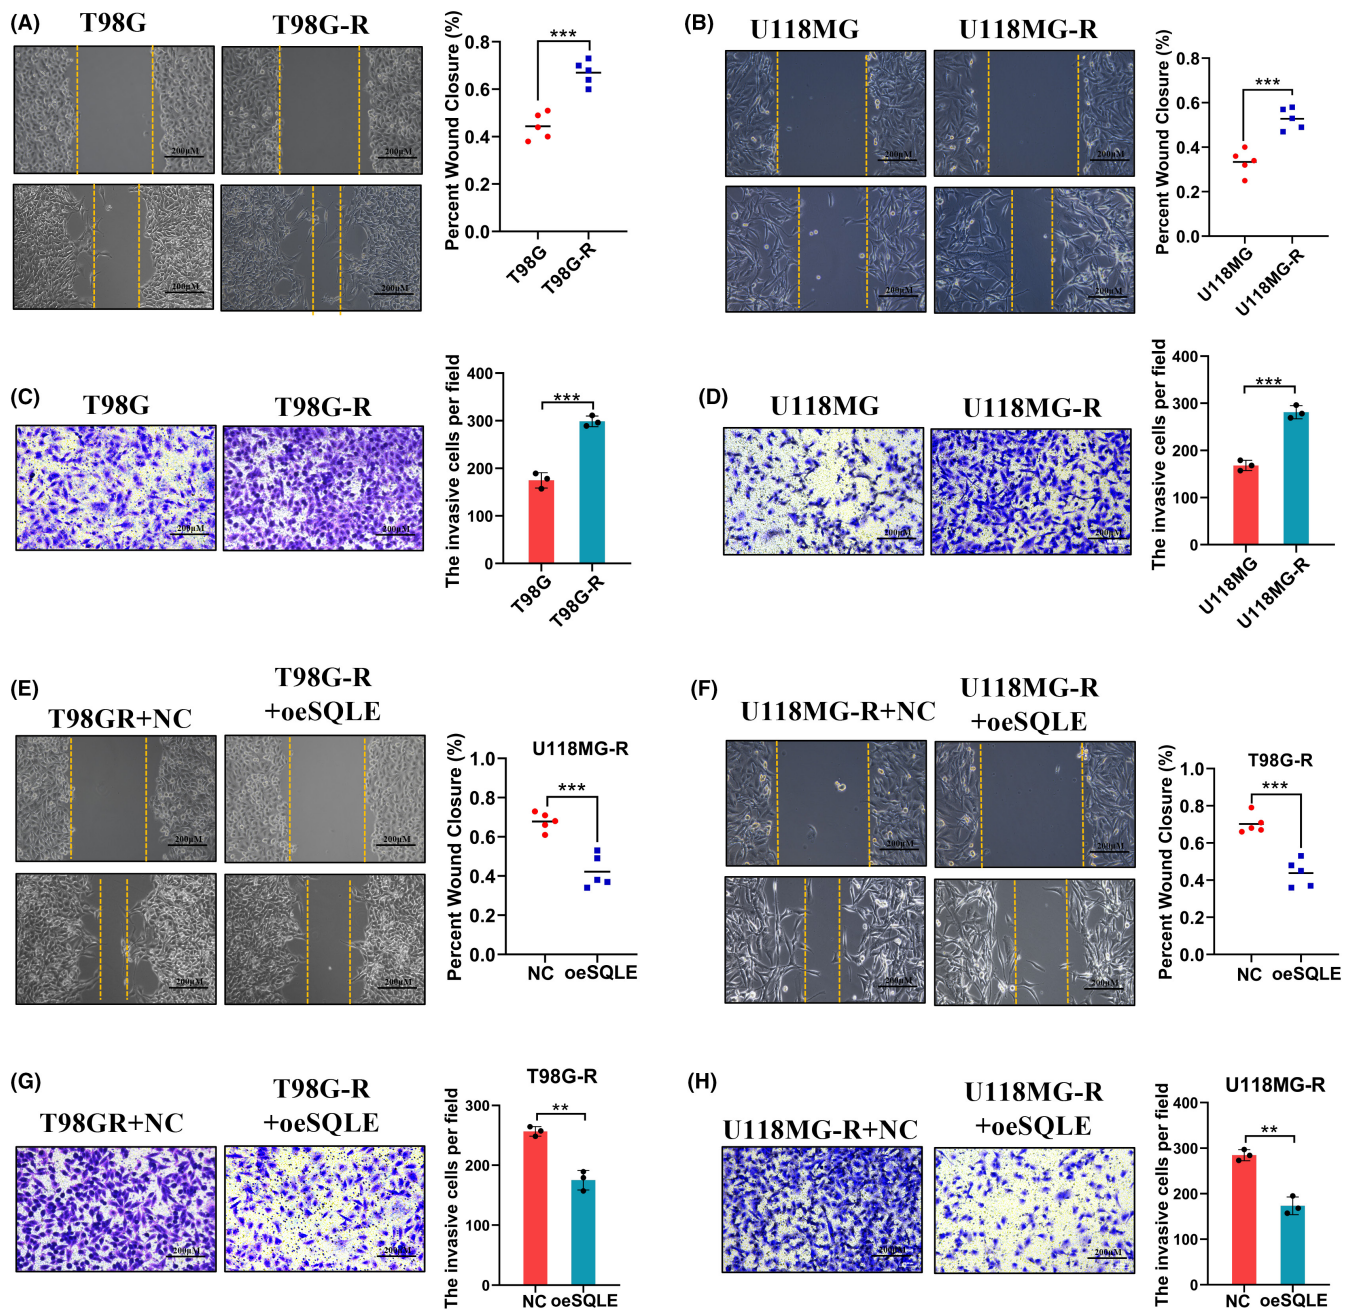 (A)
T98G
T98G-R
200μM
200μM
200μM
200μM
Percent Wound Closure (%)
0.8
0.6
0.4
0.2
0.0
***
T98G
T98G-R
(B)
U118MG
U118MG-R
200μM
200μM
200μM
200μM
Percent Wound Closure (%)
0.8
0.6
0.4
0.2
0.0
***
U118MG
U118MG-R
(C)
T98G
T98G-R
200μM
200μM
The invasive cells per field
400
300
200
100
0
***
T98G
T98G-R
(D)
U118MG
U118MG-R
200μM
200μM
The invasive cells per field
400
300
200
100
0
***
U118MG
U118MG-R
(E)
T98GR+NC
T98G-R
+oeSQLE
200μM
200μM
200μM
200μM
U118MG-R
Percent Wound Closure (%)
1.0
0.8
0.6
0.4
0.2
0.0
***
NC
oeSQLE
(F)
U118MG-R+NC
U118MG-R
+oeSQLE
200μM
200μM
200μM
200μM
T98G-R
Percent Wound Closure (%)
1.0
0.8
0.6
0.4
0.2
0.0
***
NC
oeSQLE
(G)
T98GR+NC
T98G-R
+oeSQLE
200μM
200μM
T98G-R
The invasive cells per field
300
200
100
0
**
NC
oeSQLE
(H)
U118MG-R+NC
U118MG-R
+oeSQLE
200μM
200μM
U118MG-R
The invasive cells per field
400
300
200
100
0
**
NC
oeSQLE